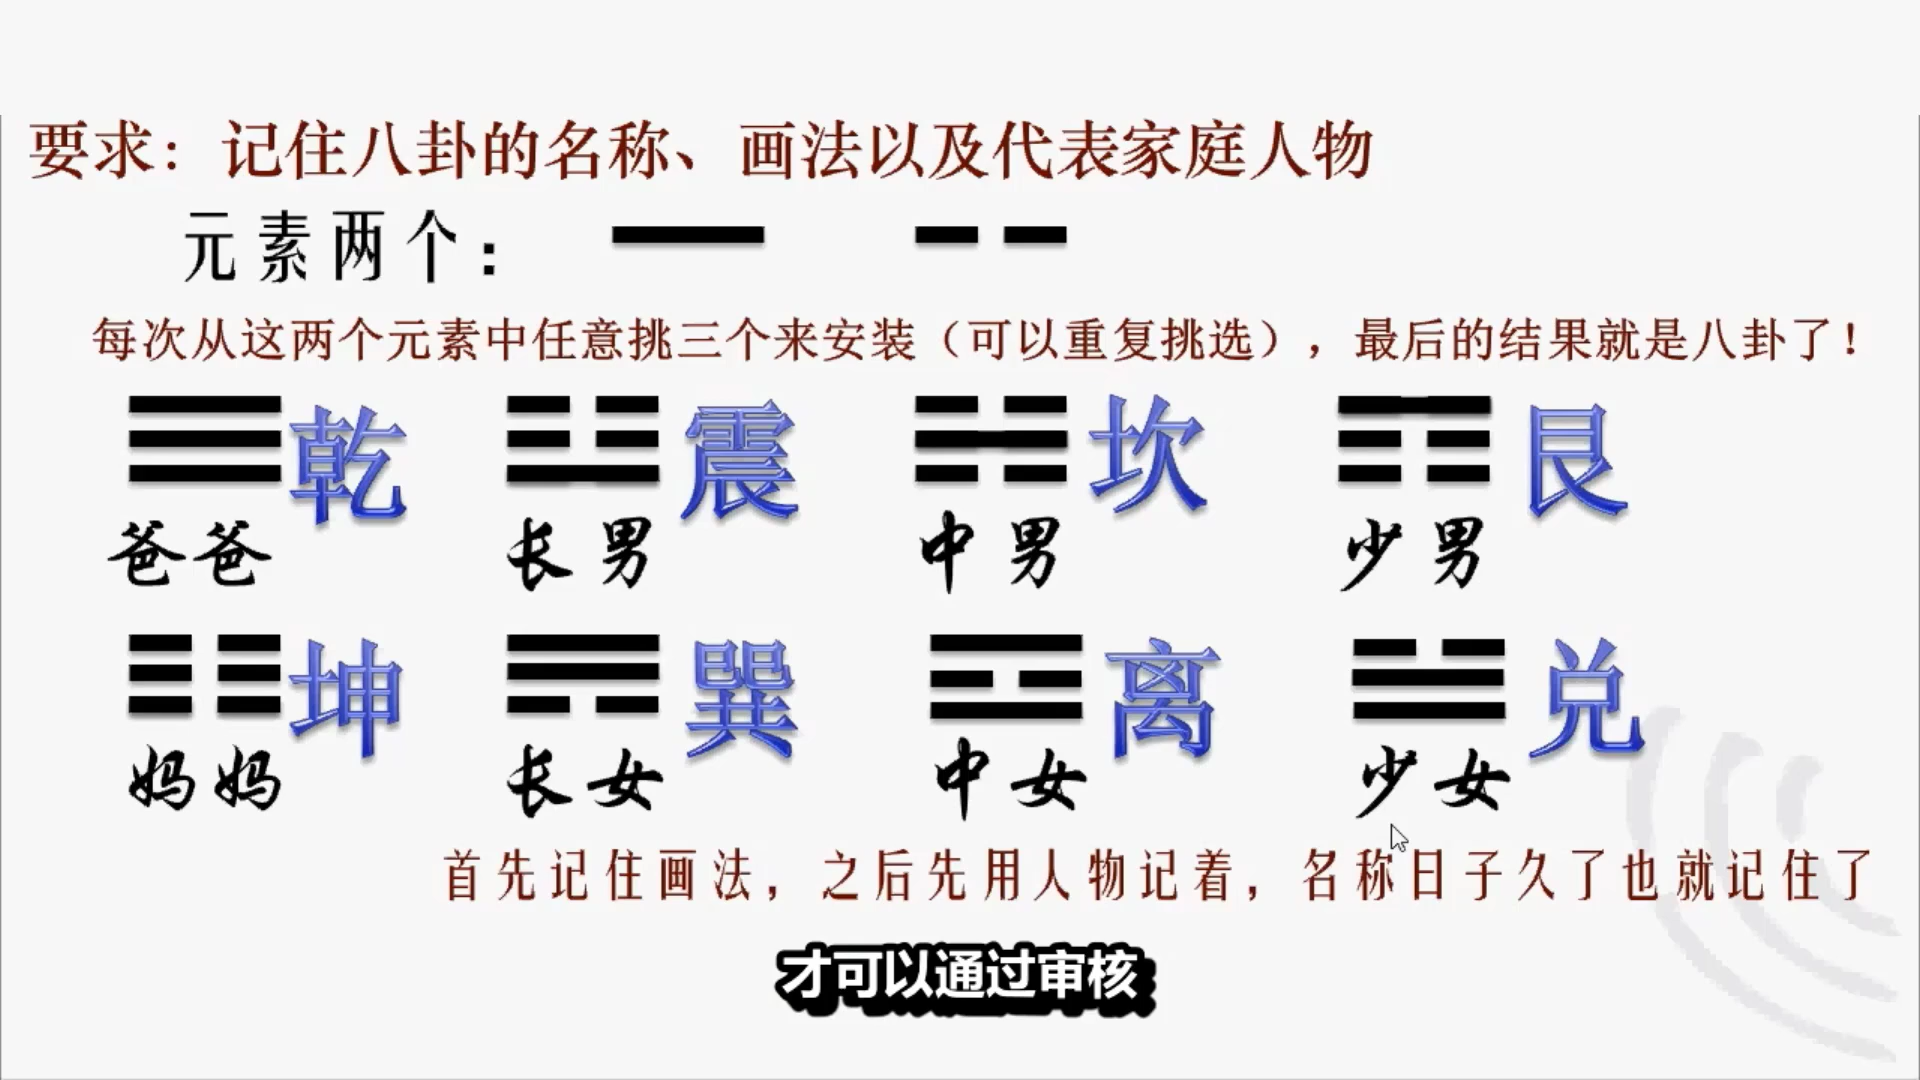 要求：记住八卦的名称、画法以及代表家庭人物
元素两个：
每次从这两个元素中任意挑三个来安装（可以重复挑选），最后的结果就是八卦了！
乾 震 坎 艮
爸爸 长男 中男 少男
坤 巽 离 兑
妈妈 长女 中女 少女
首先记住画法，之后先用人物记着，名称日子久了也就记住了
才可以通过审核